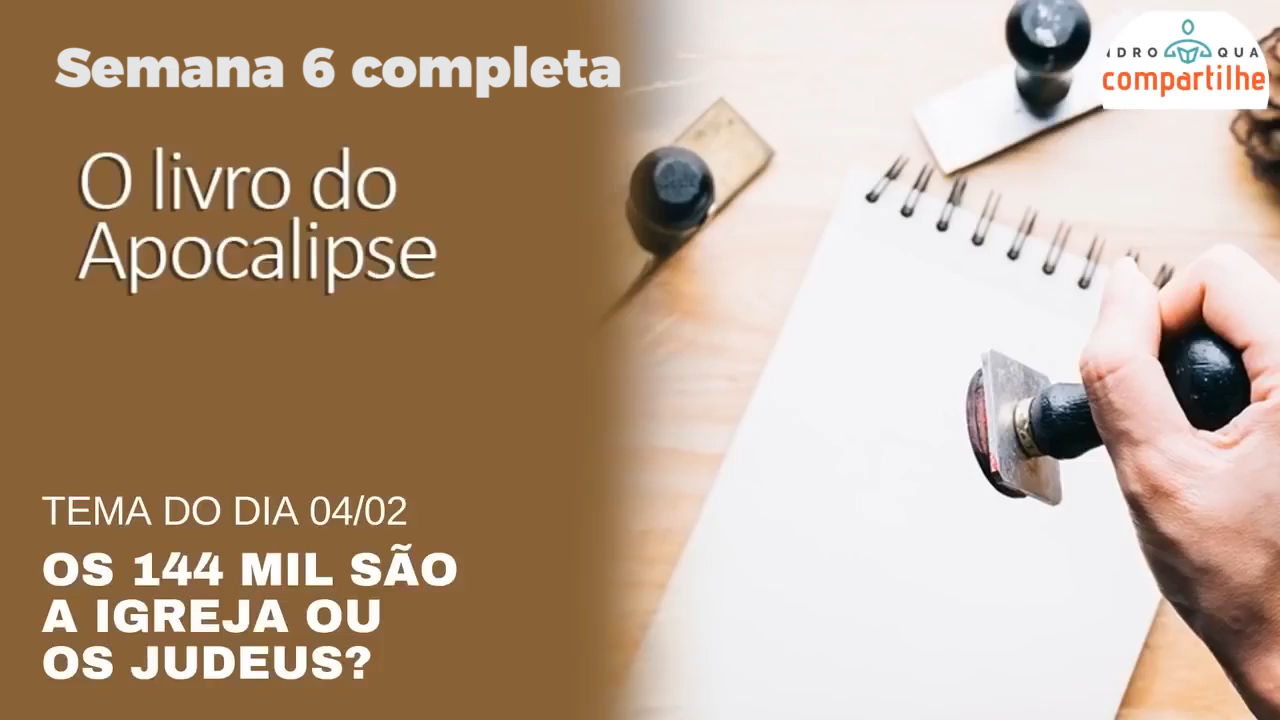 Semana 6 completa
O livro do
Apocalipse
TEMA DO DIA 04/02
OS 144 MIL SÃO
A IGREJA OU
OS JUDEUS?
compartilhe